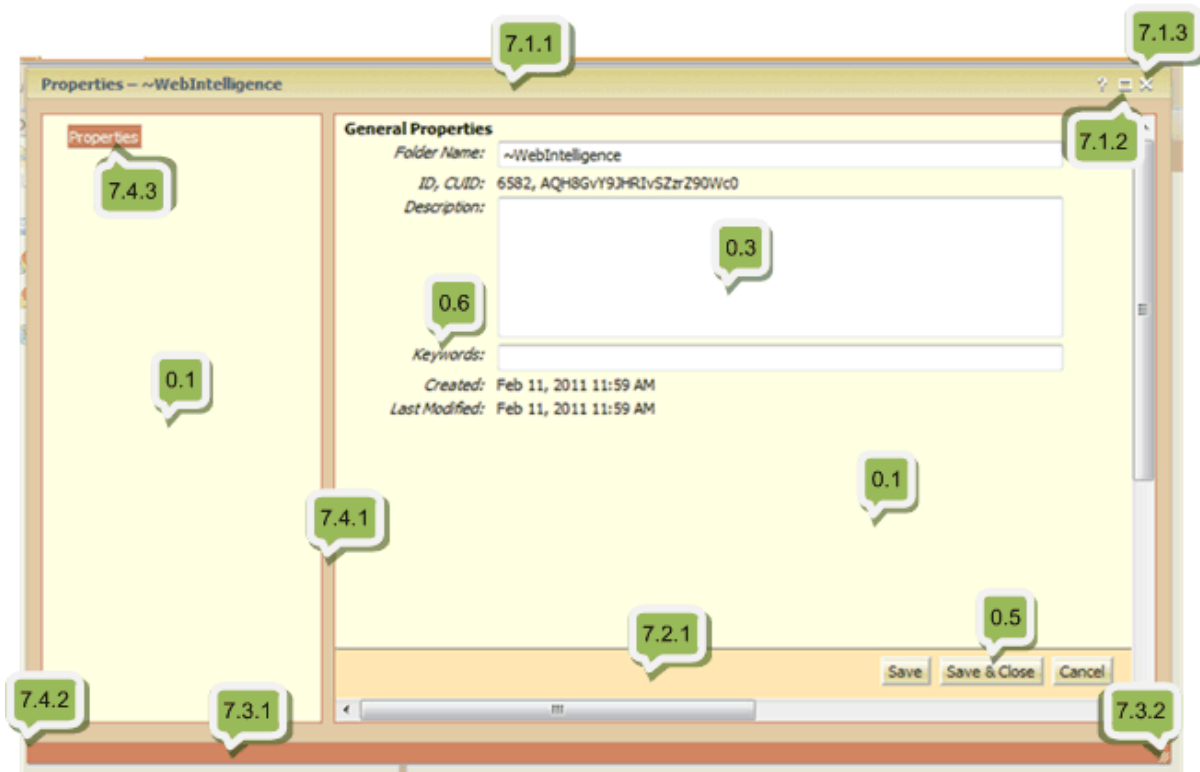 7.1.1
7.1.3
Properties – ~WebIntelligence
?
7.1.2
Properties
7.4.3
General Properties
Folder Name: ~WebIntelligence
ID, CUID: 6582, AQH8GvY9JHRIvSZzrZ90Wc0
Description:
0.3
0.6
Keywords:
0.1
Created: Feb 11, 2011 11:59 AM
Last Modified: Feb 11, 2011 11:59 AM
0.1
7.4.1
0.5
7.2.1
Save Save & Close Cancel
7.4.2
7.3.1
7.3.2